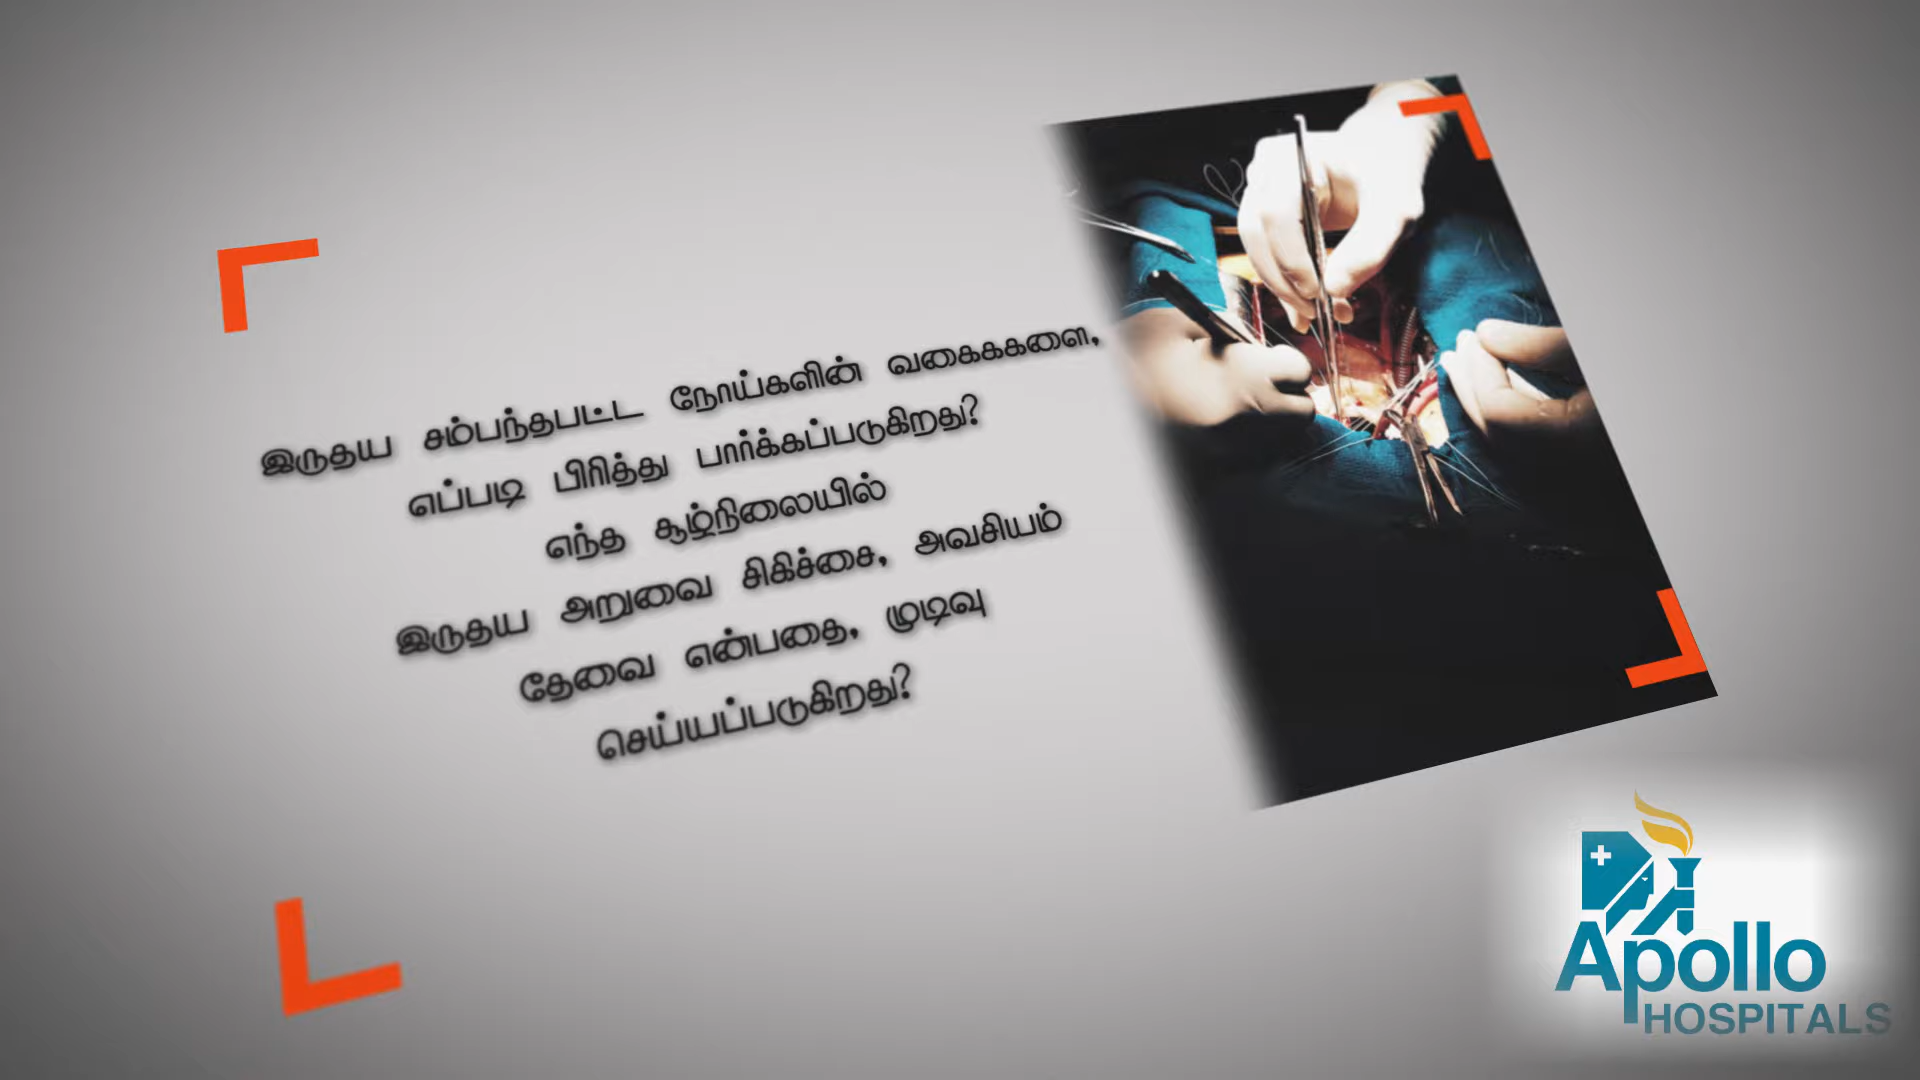 இருதய சம்பந்தபட்ட நோய்களின் வகைககளை,
எப்படி பிரித்து பார்க்கப்படுகிறது?
எந்த சூழ்நிலையில்
இருதய அறுவை சிகிச்சை, அவசியம்
தேவை என்பதை, முடிவு
செய்யப்படுகிறது?
Apollo
HOSPITALS